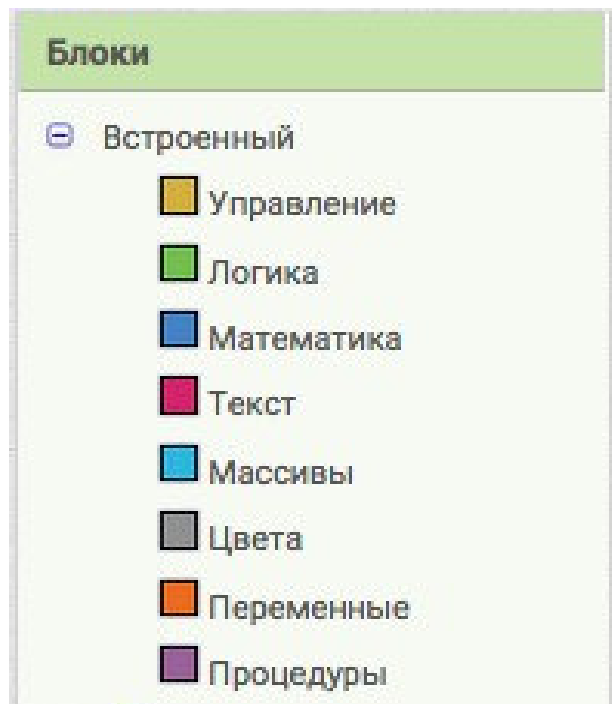 Блоки
Встроенный
Управление
Логика
Математика
Текст
Массивы
Цвета
Переменные
Процедуры